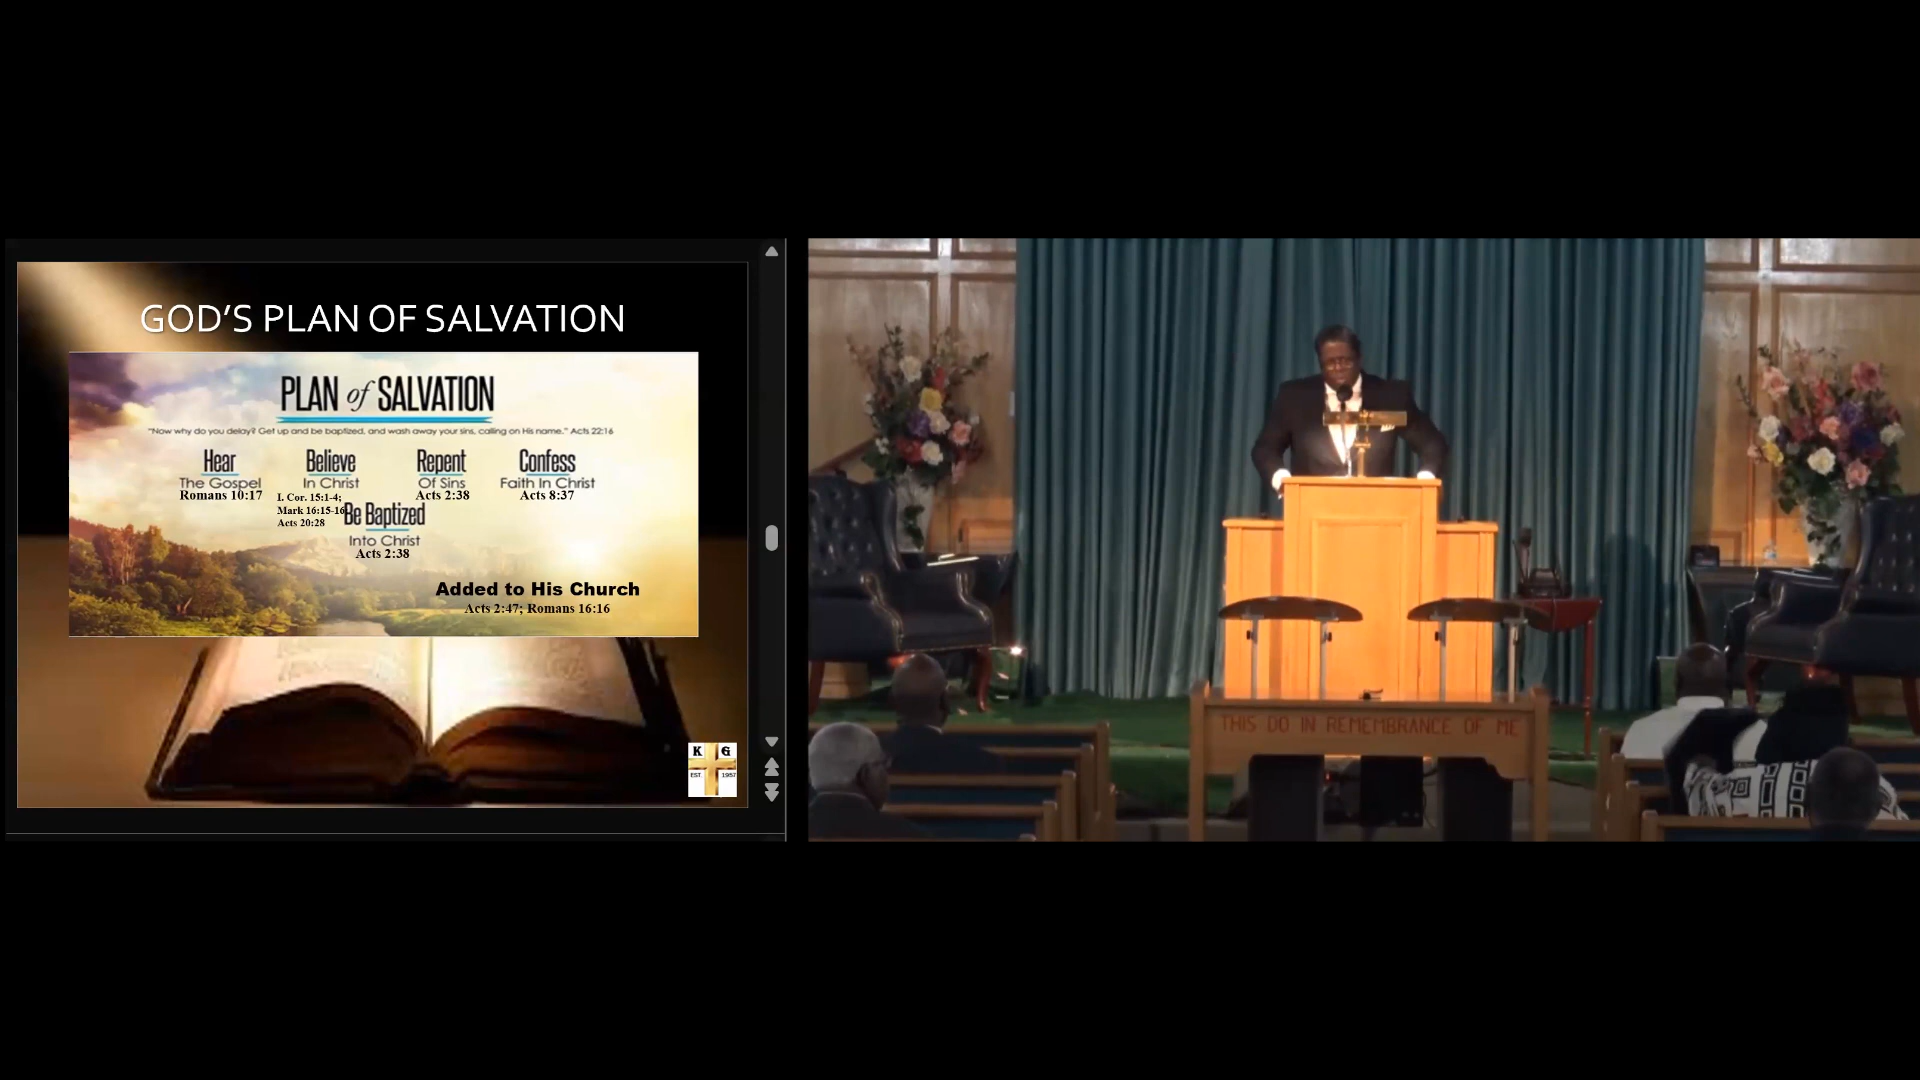 GOD'S PLAN OF SALVATION
PLAN of SALVATION
"Now why do you delay? Get up and be baptized, and wash away your sins, calling on His name." Acts 22:16
Hear
The Gospel
Romans 10:17
Believe
In Christ
I. Cor. 15:1-4;
Mark 16:15-16
Acts 20:28
Repent
Of Sins
Acts 2:38
Confess
Faith In Christ
Acts 8:37
Be Baptized
Into Christ
Acts 2:38
Added to His Church
Acts 2:47; Romans 16:16
K G
EST. 1957
THIS DO IN REMEMBRANCE OF ME